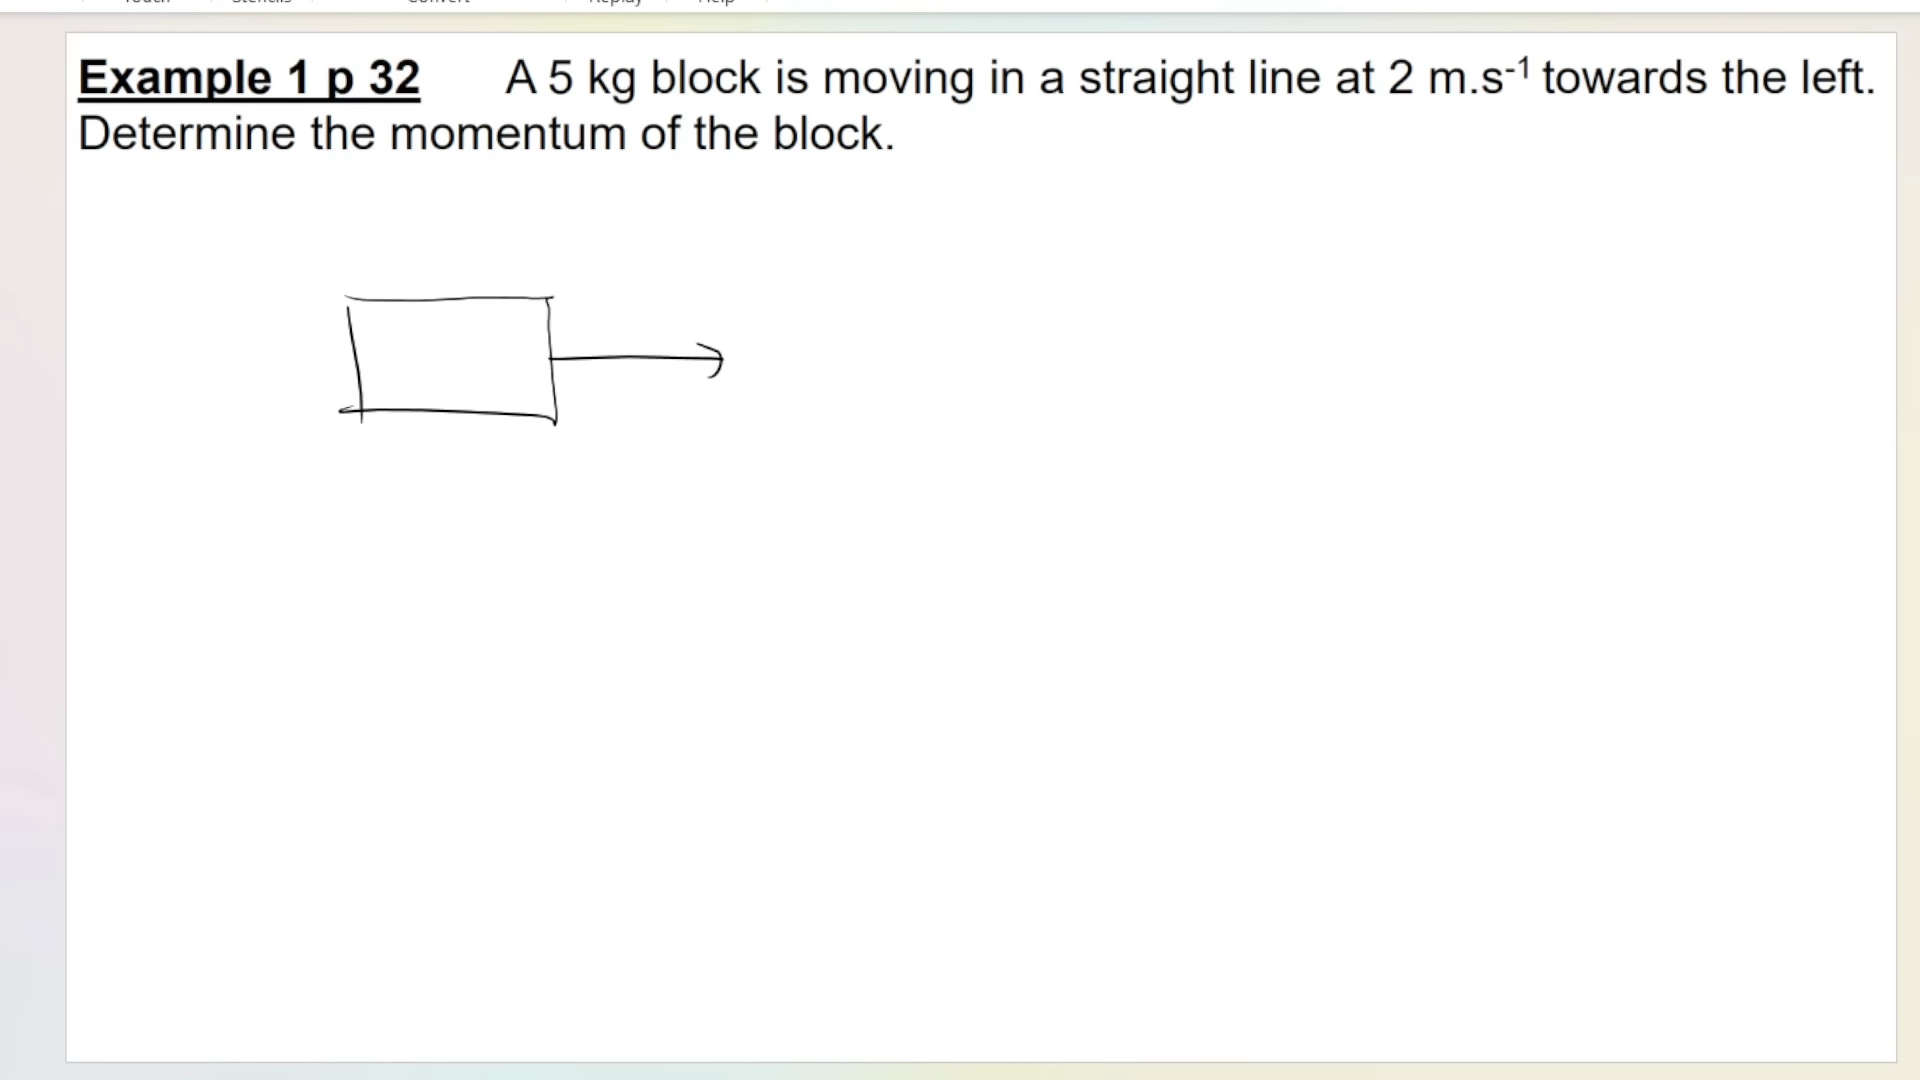 Example 1 p 32 A 5 kg block is moving in a straight line at 2 m.s⁻¹ towards the left.
Determine the momentum of the block.